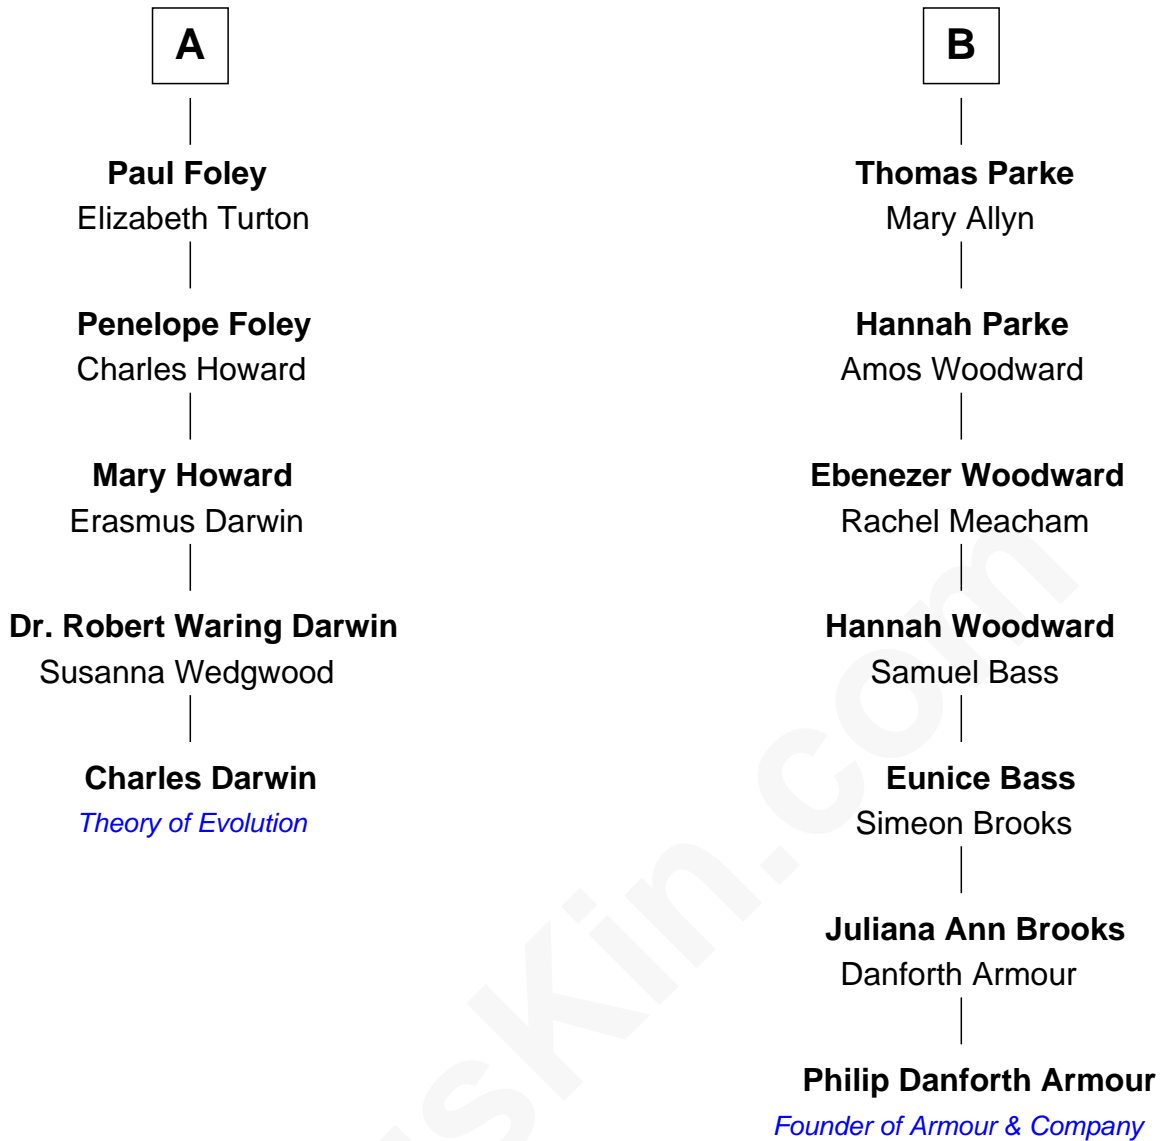 A
Paul Foley
Elizabeth Turton
Penelope Foley
Charles Howard
Mary Howard
Erasmus Darwin
Dr. Robert Waring Darwin
Susanna Wedgwood
Charles Darwin
Theory of Evolution
B
Thomas Parke
Mary Allyn
Hannah Parke
Amos Woodward
Ebenezer Woodward
Rachel Meacham
Hannah Woodward
Samuel Bass
Eunice Bass
Simeon Brooks
Juliana Ann Brooks
Danforth Armour
Philip Danforth Armour
Founder of Armour & Company